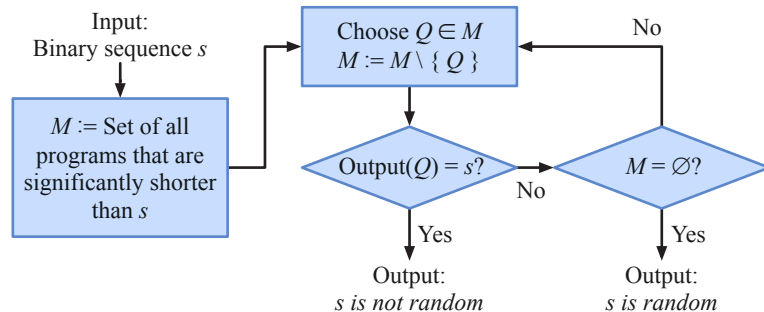 Input:
Binary sequence s
M := Set of all
programs that are
significantly shorter
than s
Choose Q ∈ M
M := M \ { Q }
Output(Q) = s?
No
M = ∅?
No
Yes
Output:
s is not random
Yes
Output:
s is random